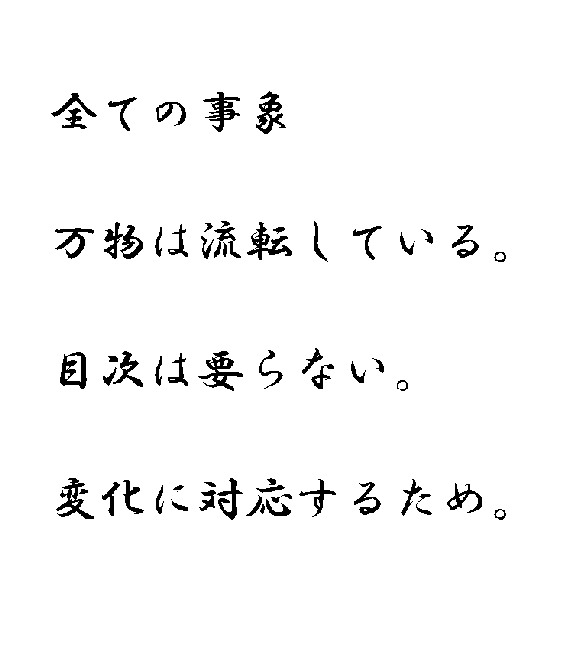 全ての事象
万物は流転している。
目次は要らない。
変化に対応するため。